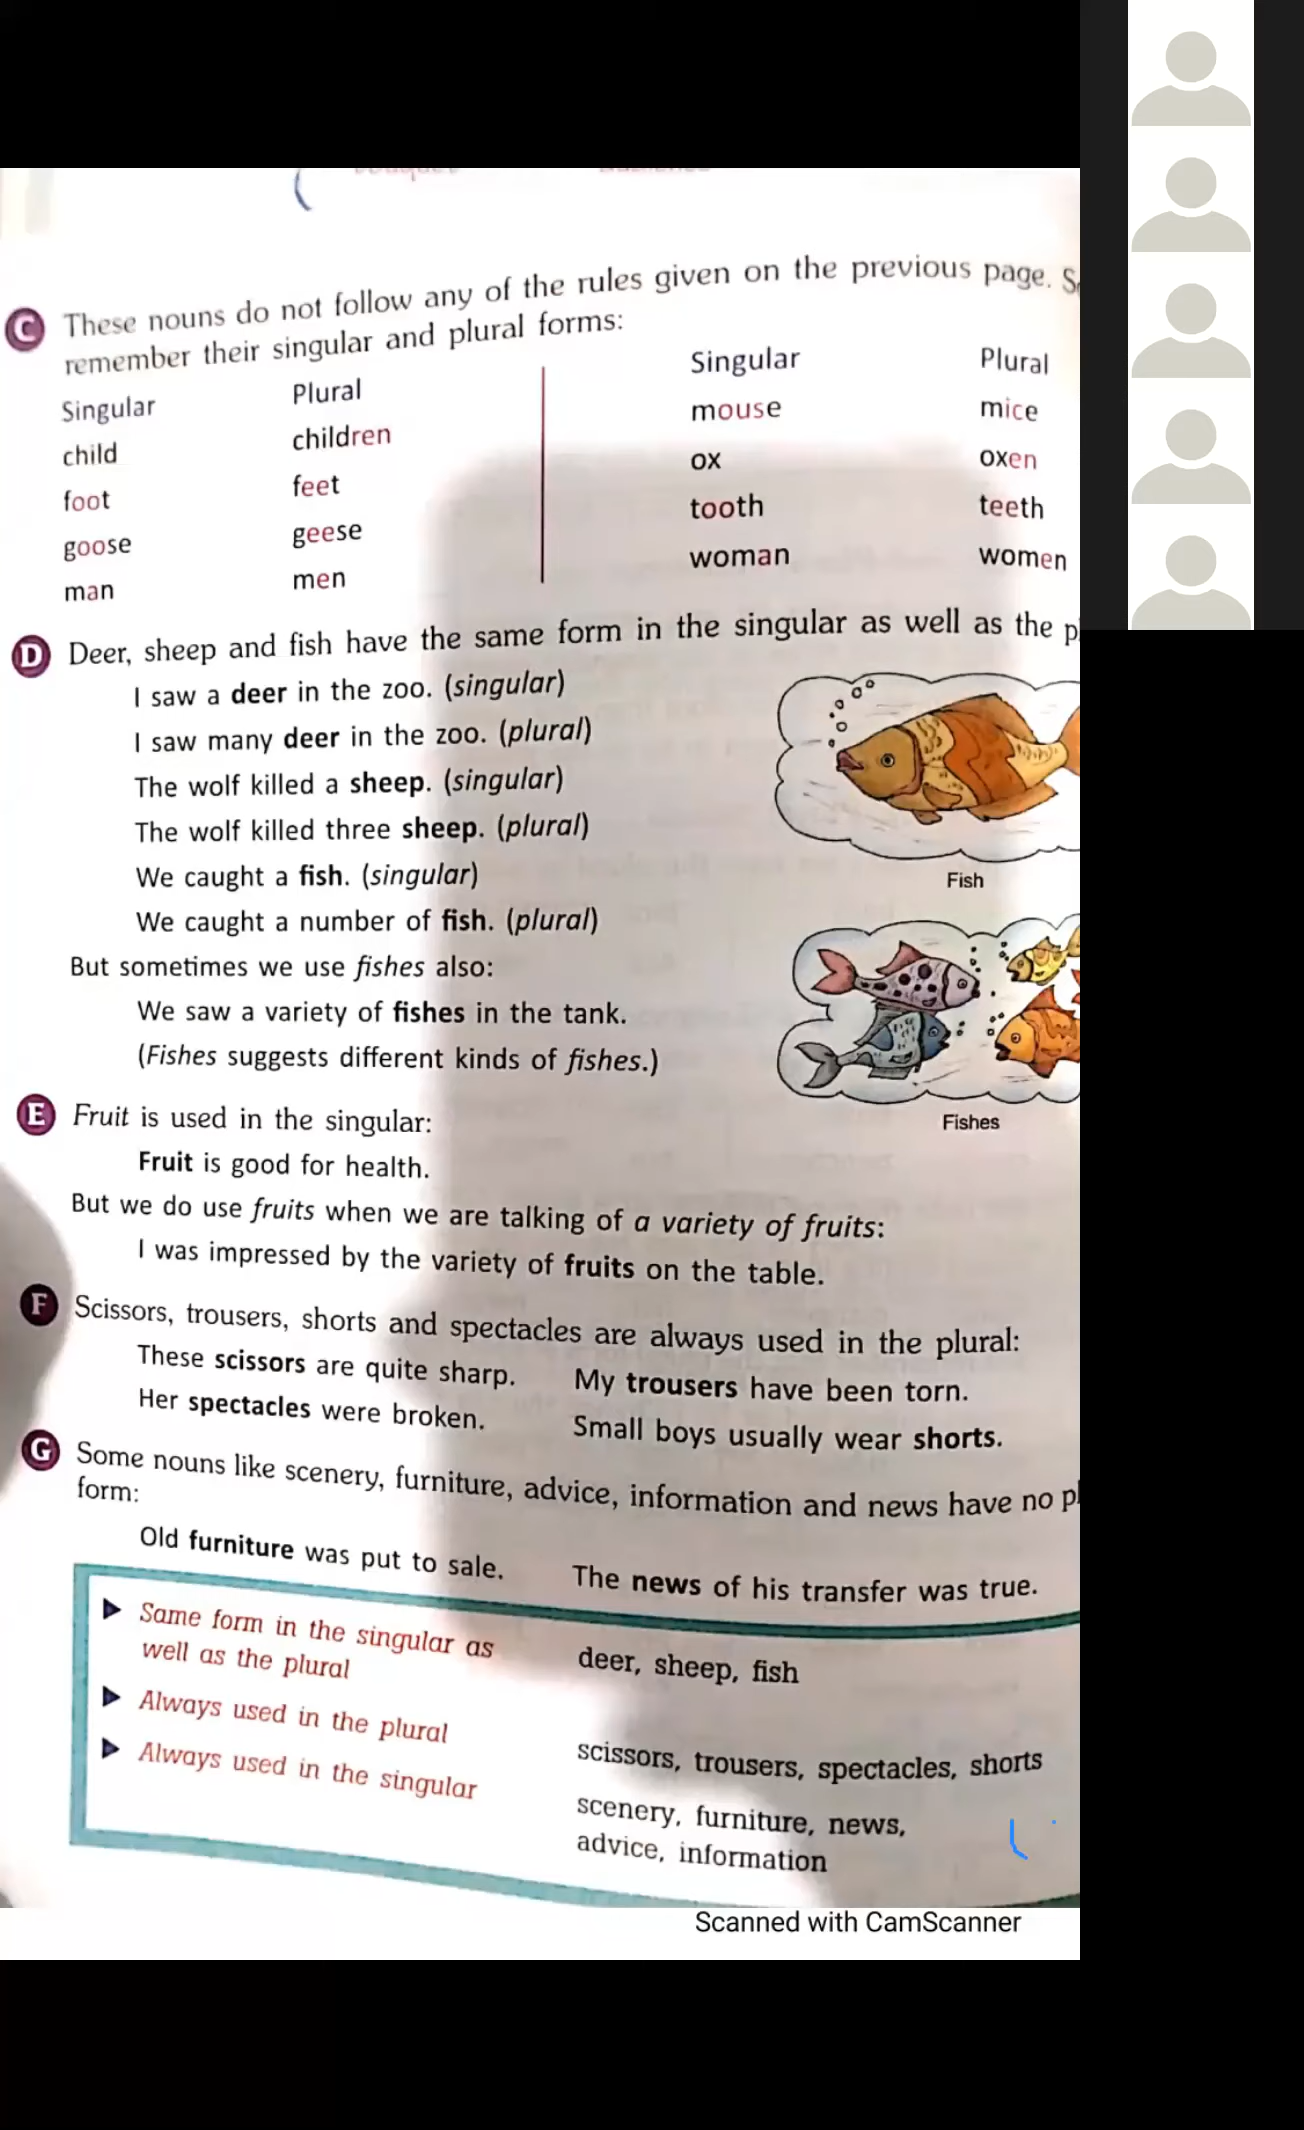 C These nouns do not follow any of the rules given on the previous page.
remember their singular and plural forms:
Singular Plural Singular Plural
child children mouse mice
foot feet ox oxen
goose geese tooth teeth
man men woman women
D Deer, sheep and fish have the same form in the singular as well as the
I saw a deer in the zoo. (singular)
I saw many deer in the zoo. (plural)
The wolf killed a sheep. (singular)
The wolf killed three sheep. (plural)
We caught a fish. (singular)
Fish
We caught a number of fish. (plural)
But sometimes we use fishes also:
We saw a variety of fishes in the tank.
(Fishes suggests different kinds of fishes.)
Fishes
E Fruit is used in the singular:
Fruit is good for health.
But we do use fruits when we are talking of a variety of fruits:
I was impressed by the variety of fruits on the table.
F Scissors, trousers, shorts and spectacles are always used in the plural:
These scissors are quite sharp. My trousers have been torn.
Her spectacles were broken. Small boys usually wear shorts.
G Some nouns like scenery, furniture, advice, information and news have no
form:
Old furniture was put to sale. The news of his transfer was true.
Same form in the singular as
well as the plural
deer, sheep, fish
Always used in the plural
scissors, trousers, spectacles, shorts
Always used in the singular
scenery, furniture, news,
advice, information
Scanned with CamScanner